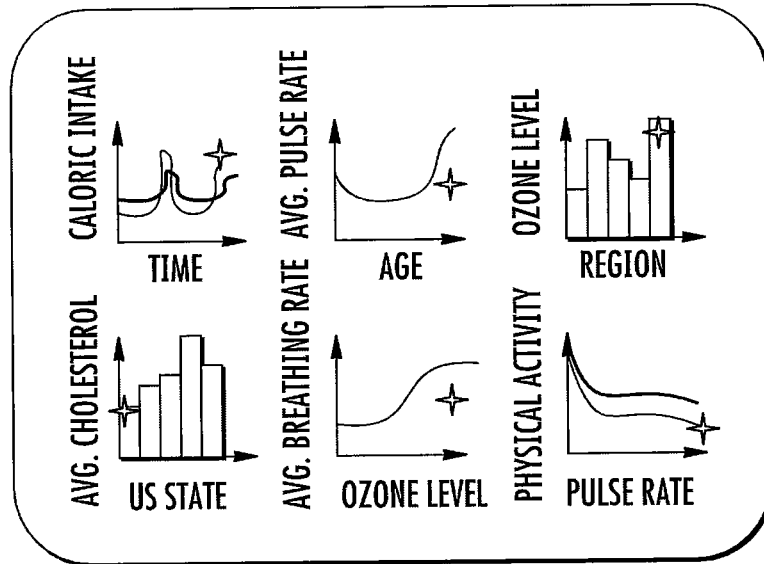 CALORIC INTAKE
TIME
AVG. PULSE RATE
AGE
OZONE LEVEL
REGION
AVG. CHOLESTEROL
US STATE
AVG. BREATHING RATE
OZONE LEVEL
PHYSICAL ACTIVITY
PULSE RATE